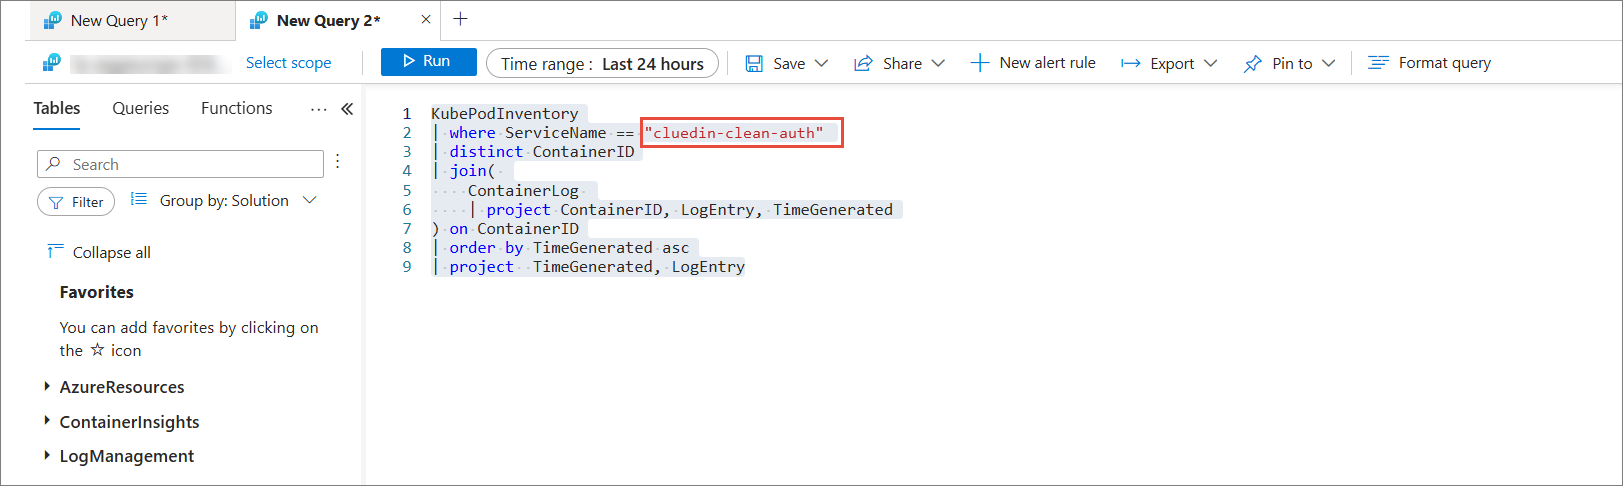 New Query 1*
New Query 2*
Select scope
Run
Time range : Last 24 hours
Save
Share
New alert rule
Export
Pin to
Format query
Tables
Queries
Functions
Search
Filter
Group by: Solution
Collapse all
Favorites
You can add favorites by clicking on
the ☆ icon
AzureResources
ContainerInsights
LogManagement
1 KubePodInventory
2 | where ServiceName == "cluedin-clean-auth"
3 | distinct ContainerID
4 | join(
5     ContainerLog
6     | project ContainerID, LogEntry, TimeGenerated
7 ) on ContainerID
8 | order by TimeGenerated asc
9 | project  TimeGenerated, LogEntry